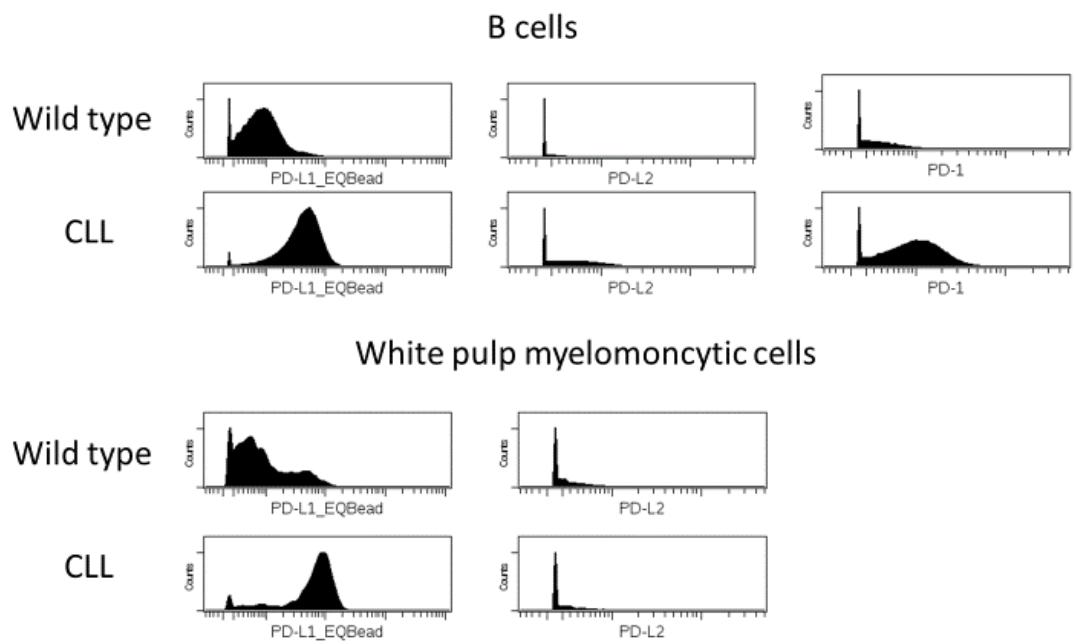 B cells
Wild type
Counts
PD-L1_EQBead
Counts
PD-L2
Counts
PD-1
CLL
Counts
PD-L1_EQBead
Counts
PD-L2
Counts
PD-1
White pulp myelomoncytic cells
Wild type
Counts
PD-L1_EQBead
Counts
PD-L2
CLL
Counts
PD-L1_EQBead
Counts
PD-L2